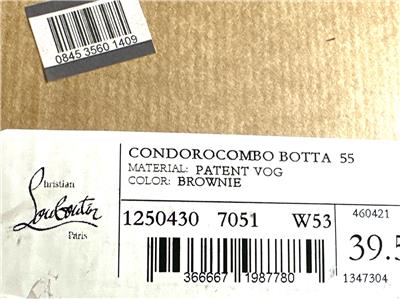 0845 3560 1409
CONDOROCOMBO BOTTA 55
MATERIAL: PATENT VOG
COLOR: BROWNIE
Christian
Louboutin
Paris
1250430 7051 W53
460421
39.5
366667 1987780
1347304